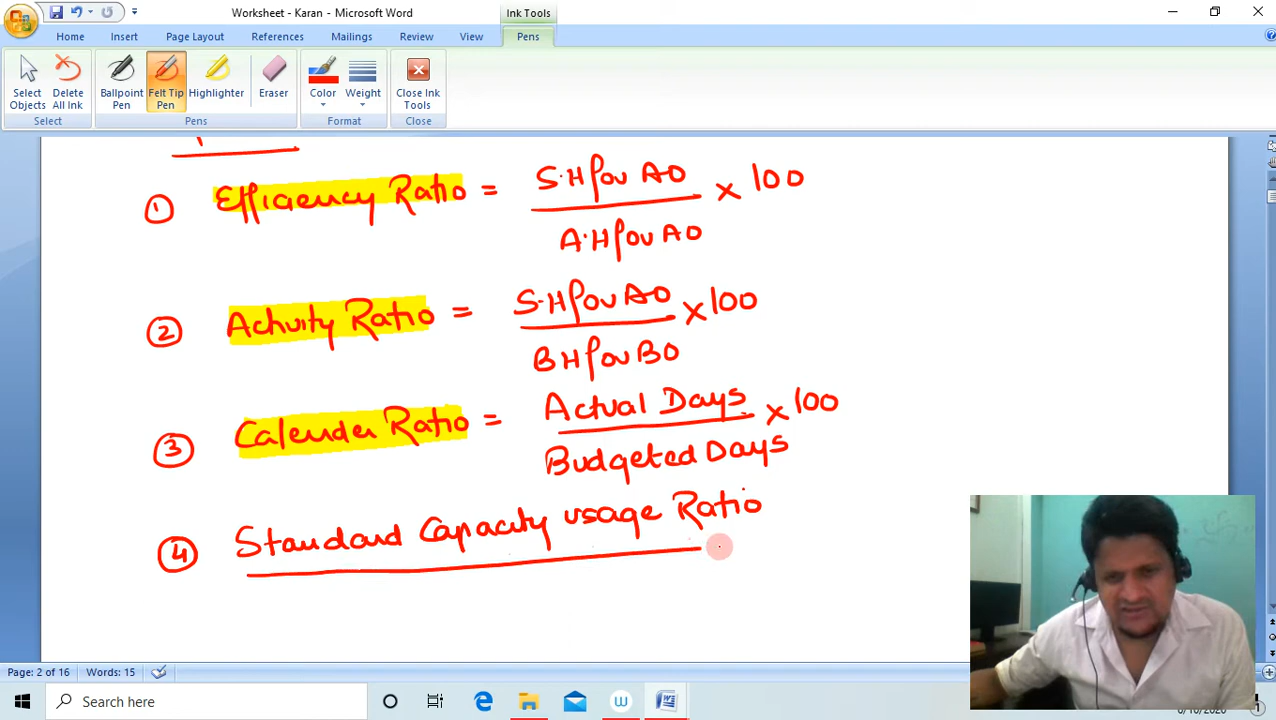 Worksheet - Karan - Microsoft Word
Ink Tools
Home Insert Page Layout References Mailings Review View Pens
Select Objects
Delete All Ink
Ballpoint Pen
Felt Tip Pen
Highlighter
Eraser
Color
Weight
Close Ink Tools
Select Pens Format Close
① Efficiency Ratio = S.H for AO × 100
A.H for AO
② Activity Ratio = S.H for AO × 100
BH for BO
③ Calender Ratio = Actual Days × 100
Budgeted Days
④ Standard Capacity usage Ratio
Page: 2 of 16 Words: 15
Search here